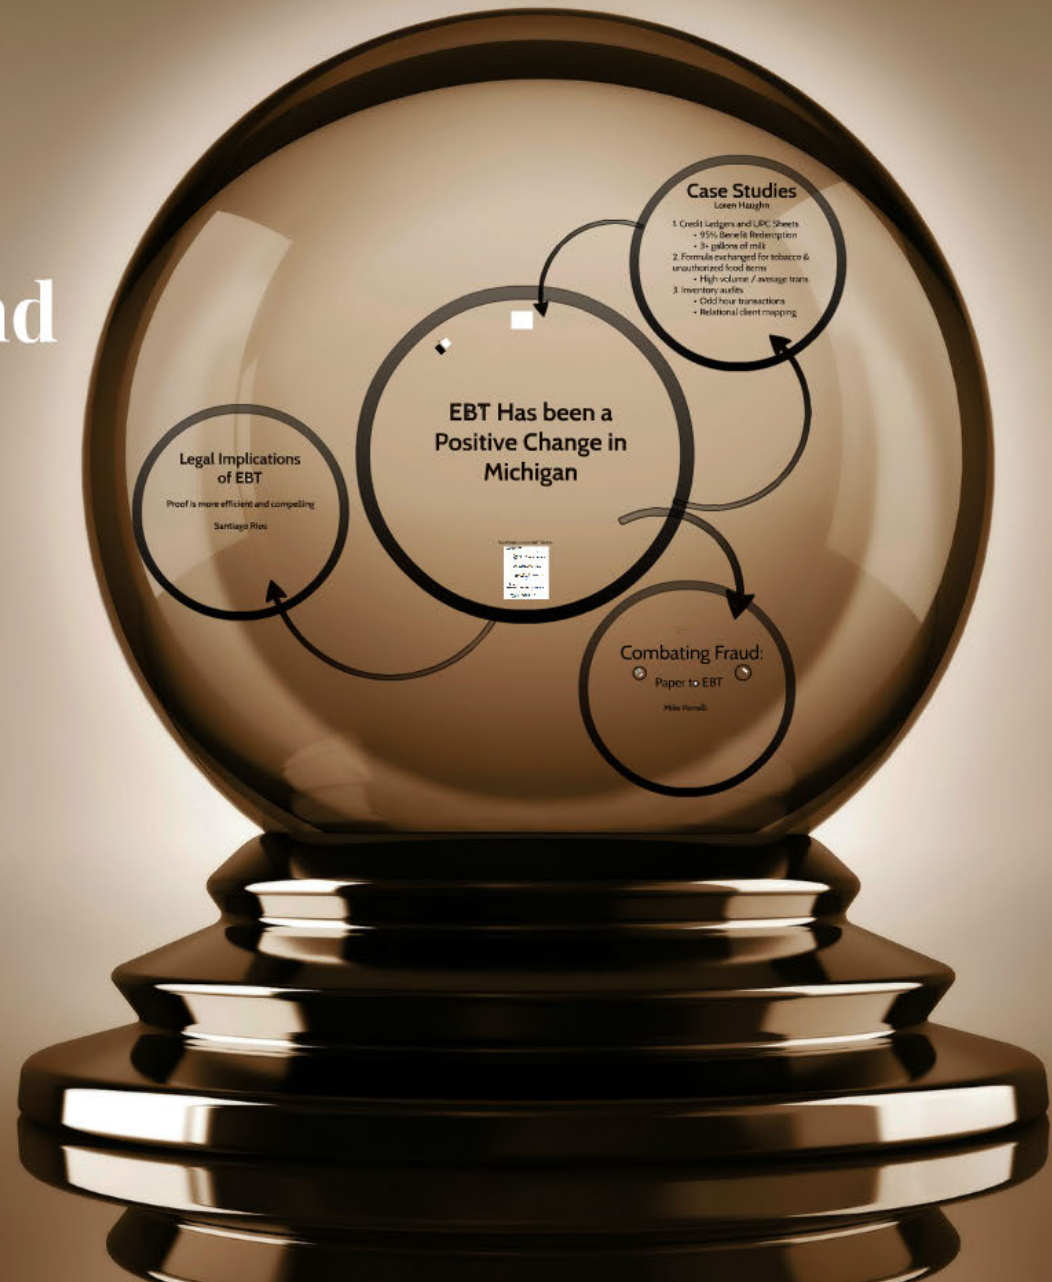 nd
Case Studies
Loren Haughn
1. Credit Ledgers and UPC Sheets
• 95% Benefit Redemption
• 3+ gallons of milk
2. Formula exchanged for tobacco &
unauthorized food items
• High volume / average trans
3. Inventory audits
• Odd hour transactions
• Relational client mapping
EBT Has been a
Positive Change in
Michigan
Legal Implications
of EBT
Proof is more efficient and compelling
Santiago Rios
Combating Fraud:
Paper to EBT
Mike